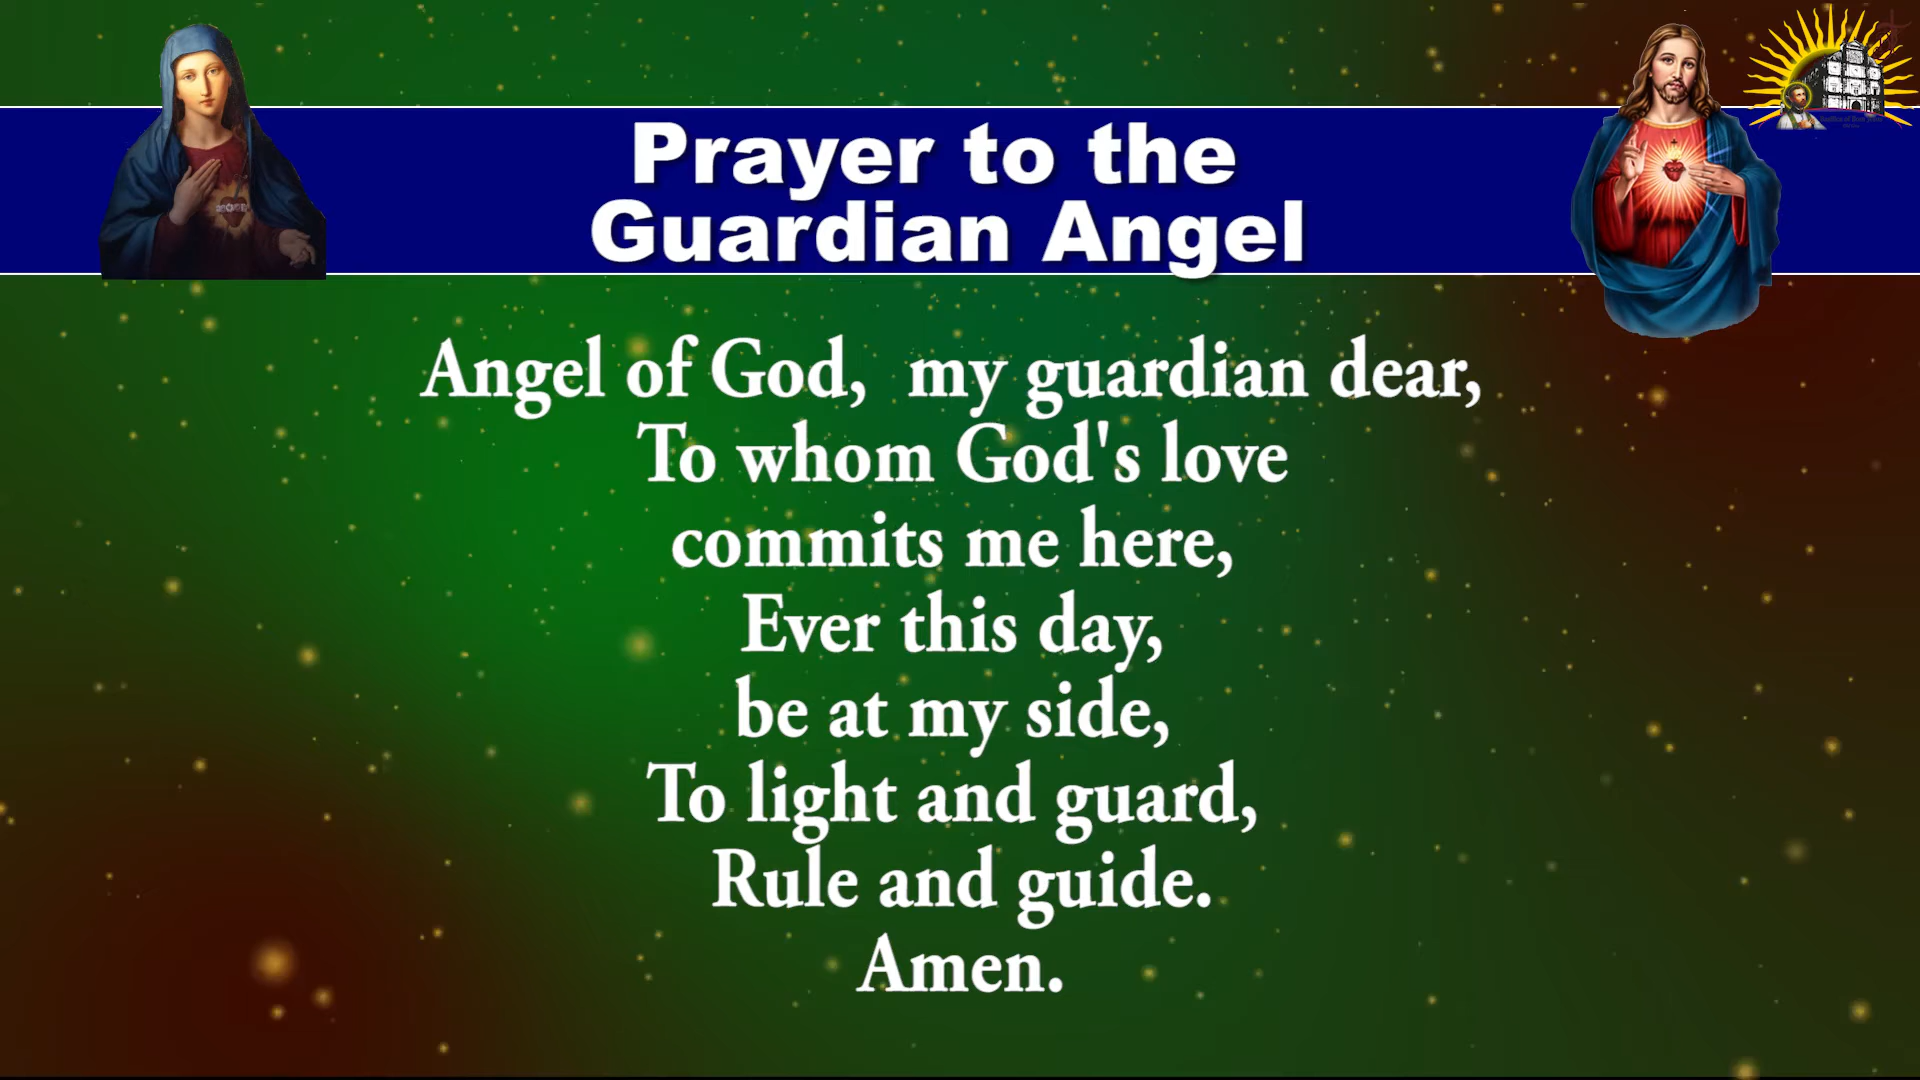 Prayer to the
Guardian Angel
Angel of God,  my guardian dear,
To whom God's love
commits me here,
Ever this day,
be at my side,
To light and guard,
Rule and guide.
Amen.